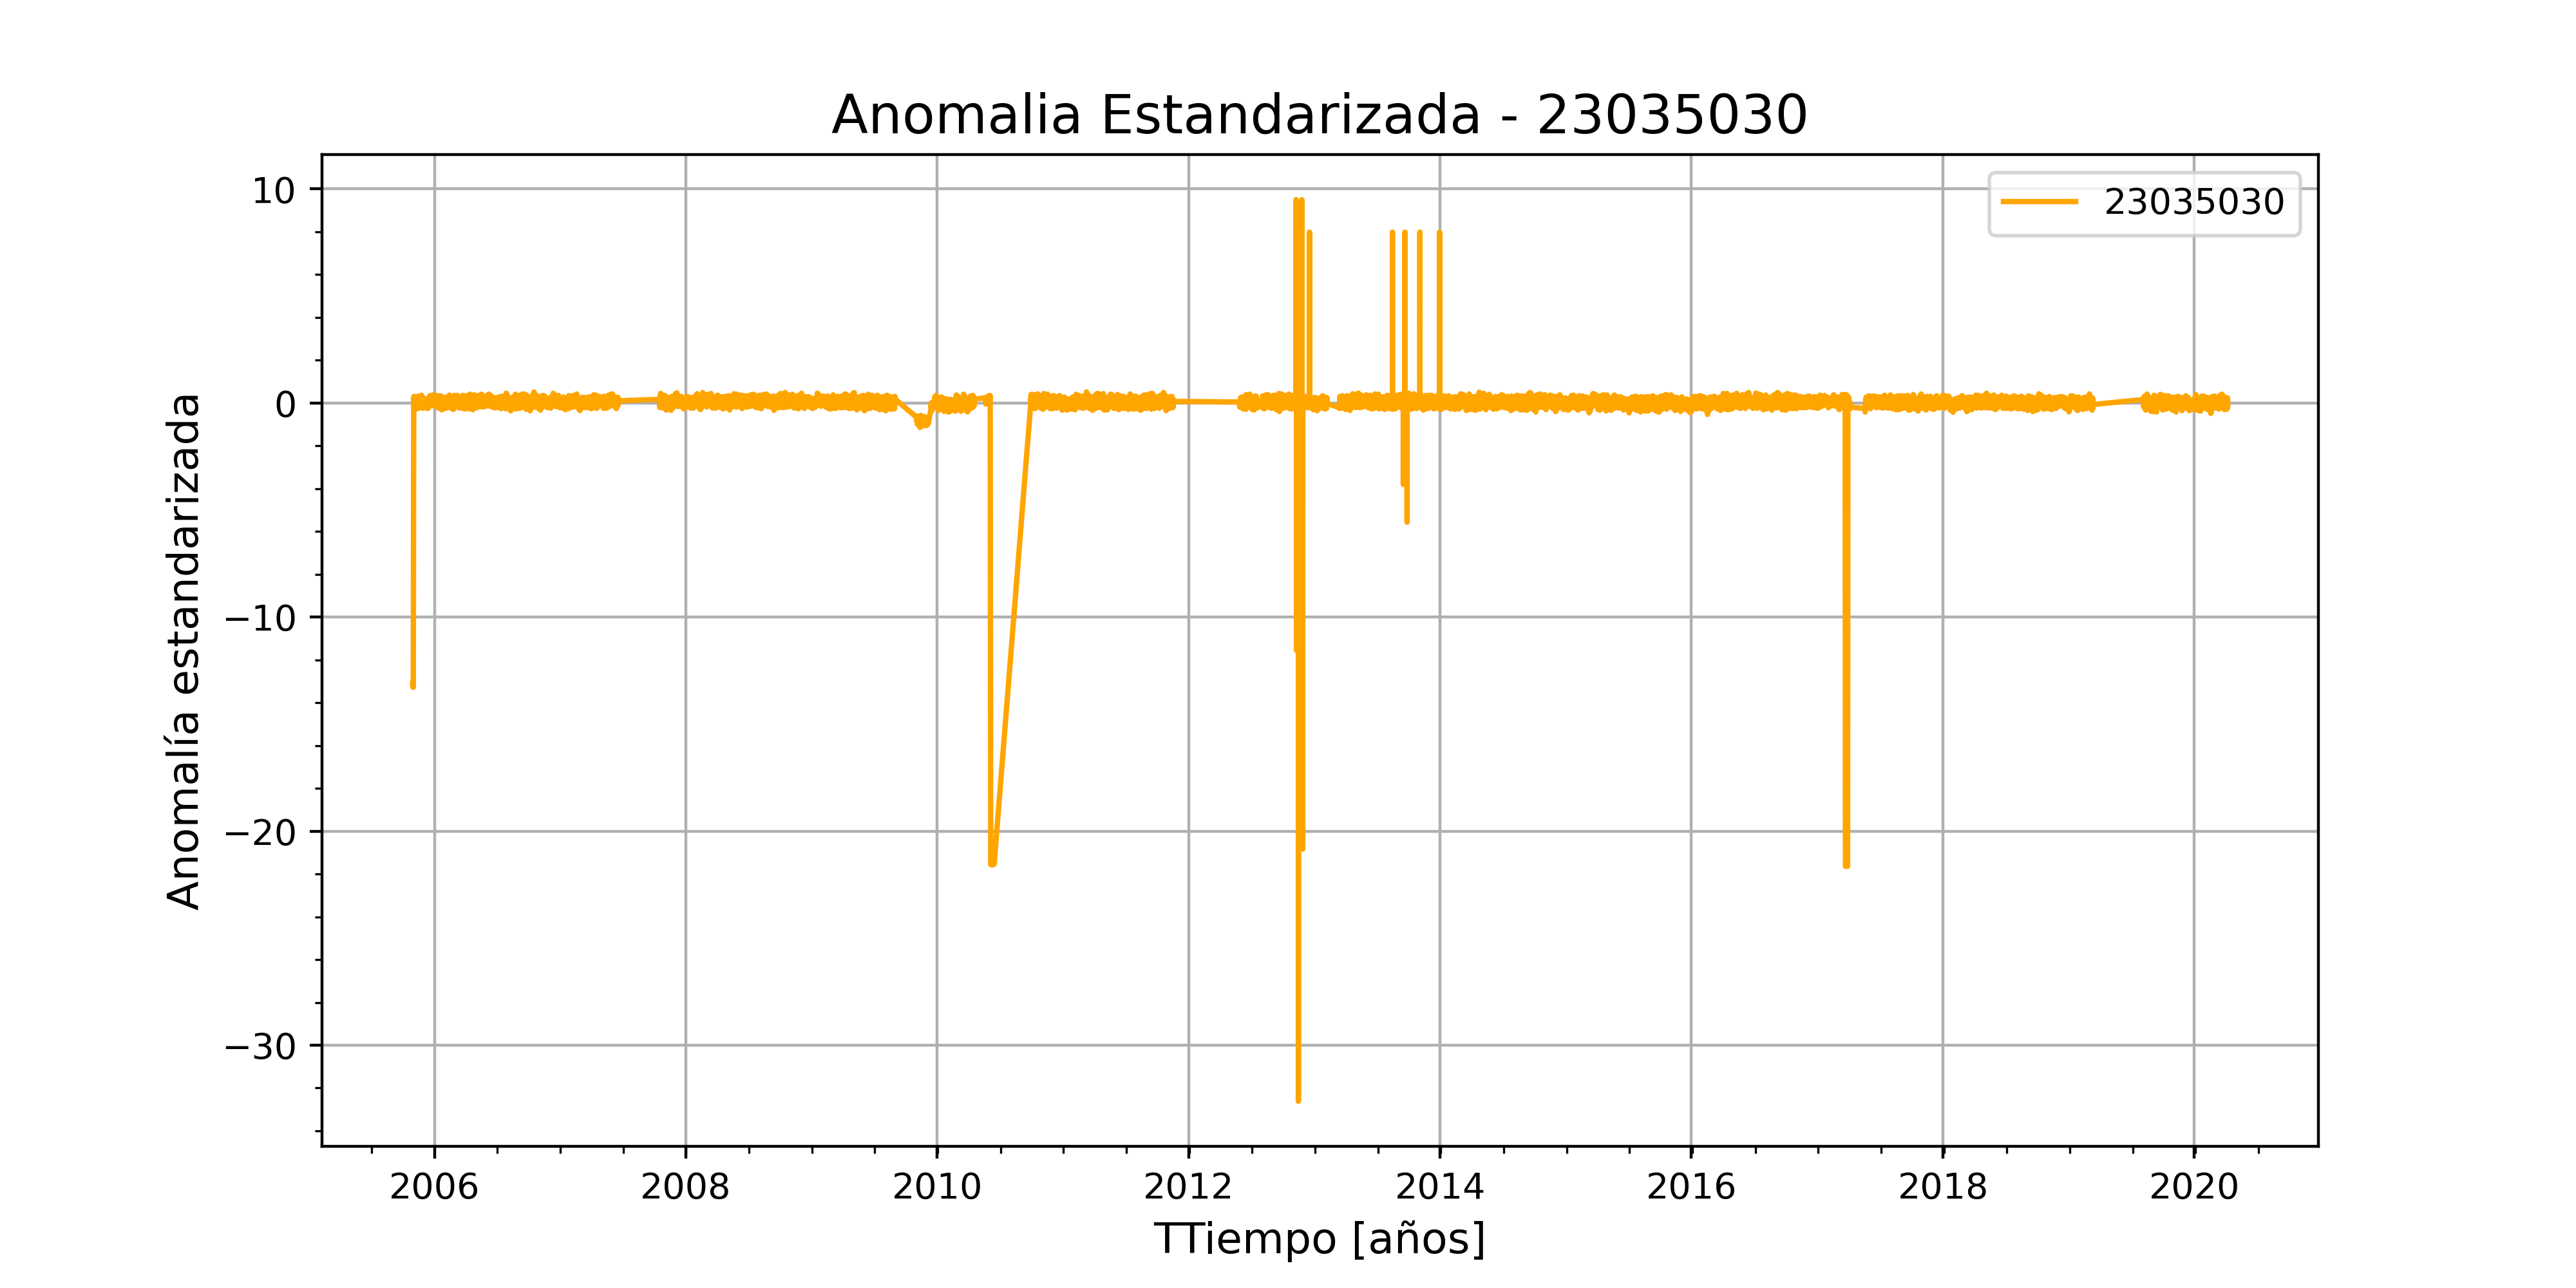 Anomalia Estandarizada - 23035030
23035030
Anomalía estandarizada
10
0
−10
−20
−30
2006 2008 2010 2012 2014 2016 2018 2020
TTiempo [años]